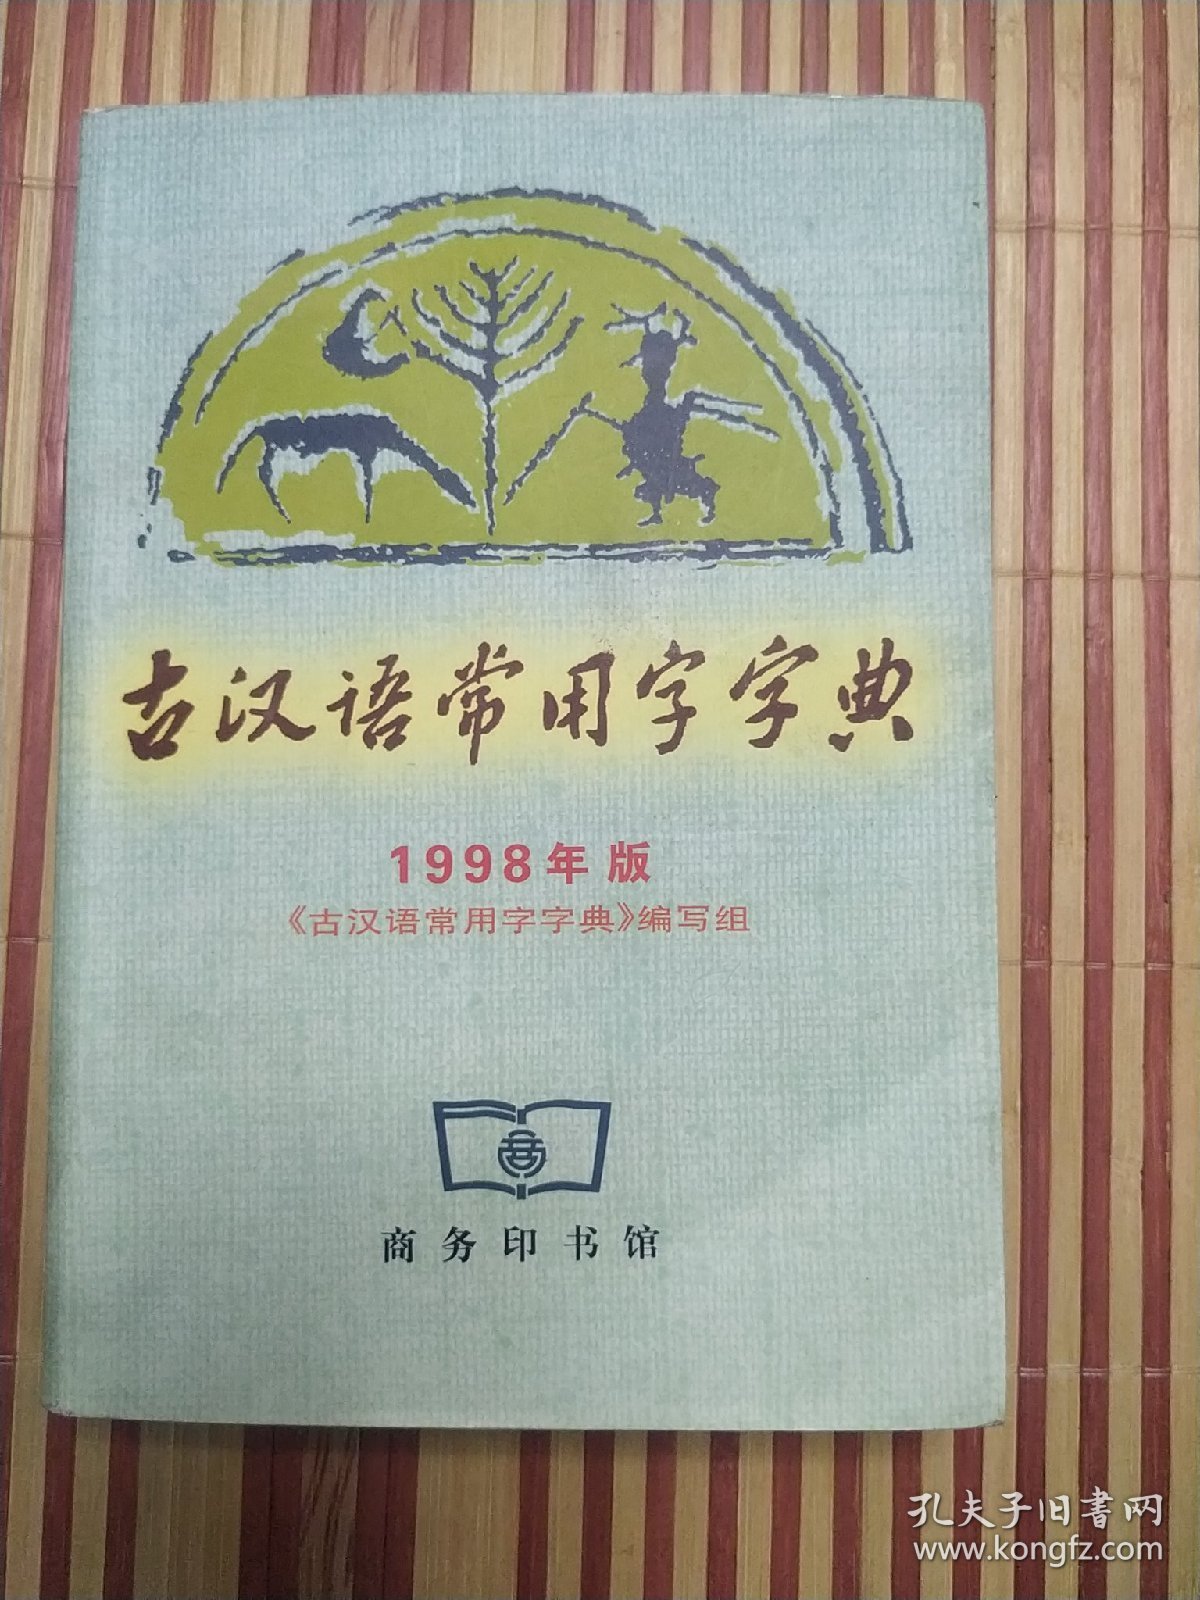 古汉语常用字字典
1998年版
《古汉语常用字字典》编写组
商务印书馆
孔夫子旧书网
www.kongfz.com